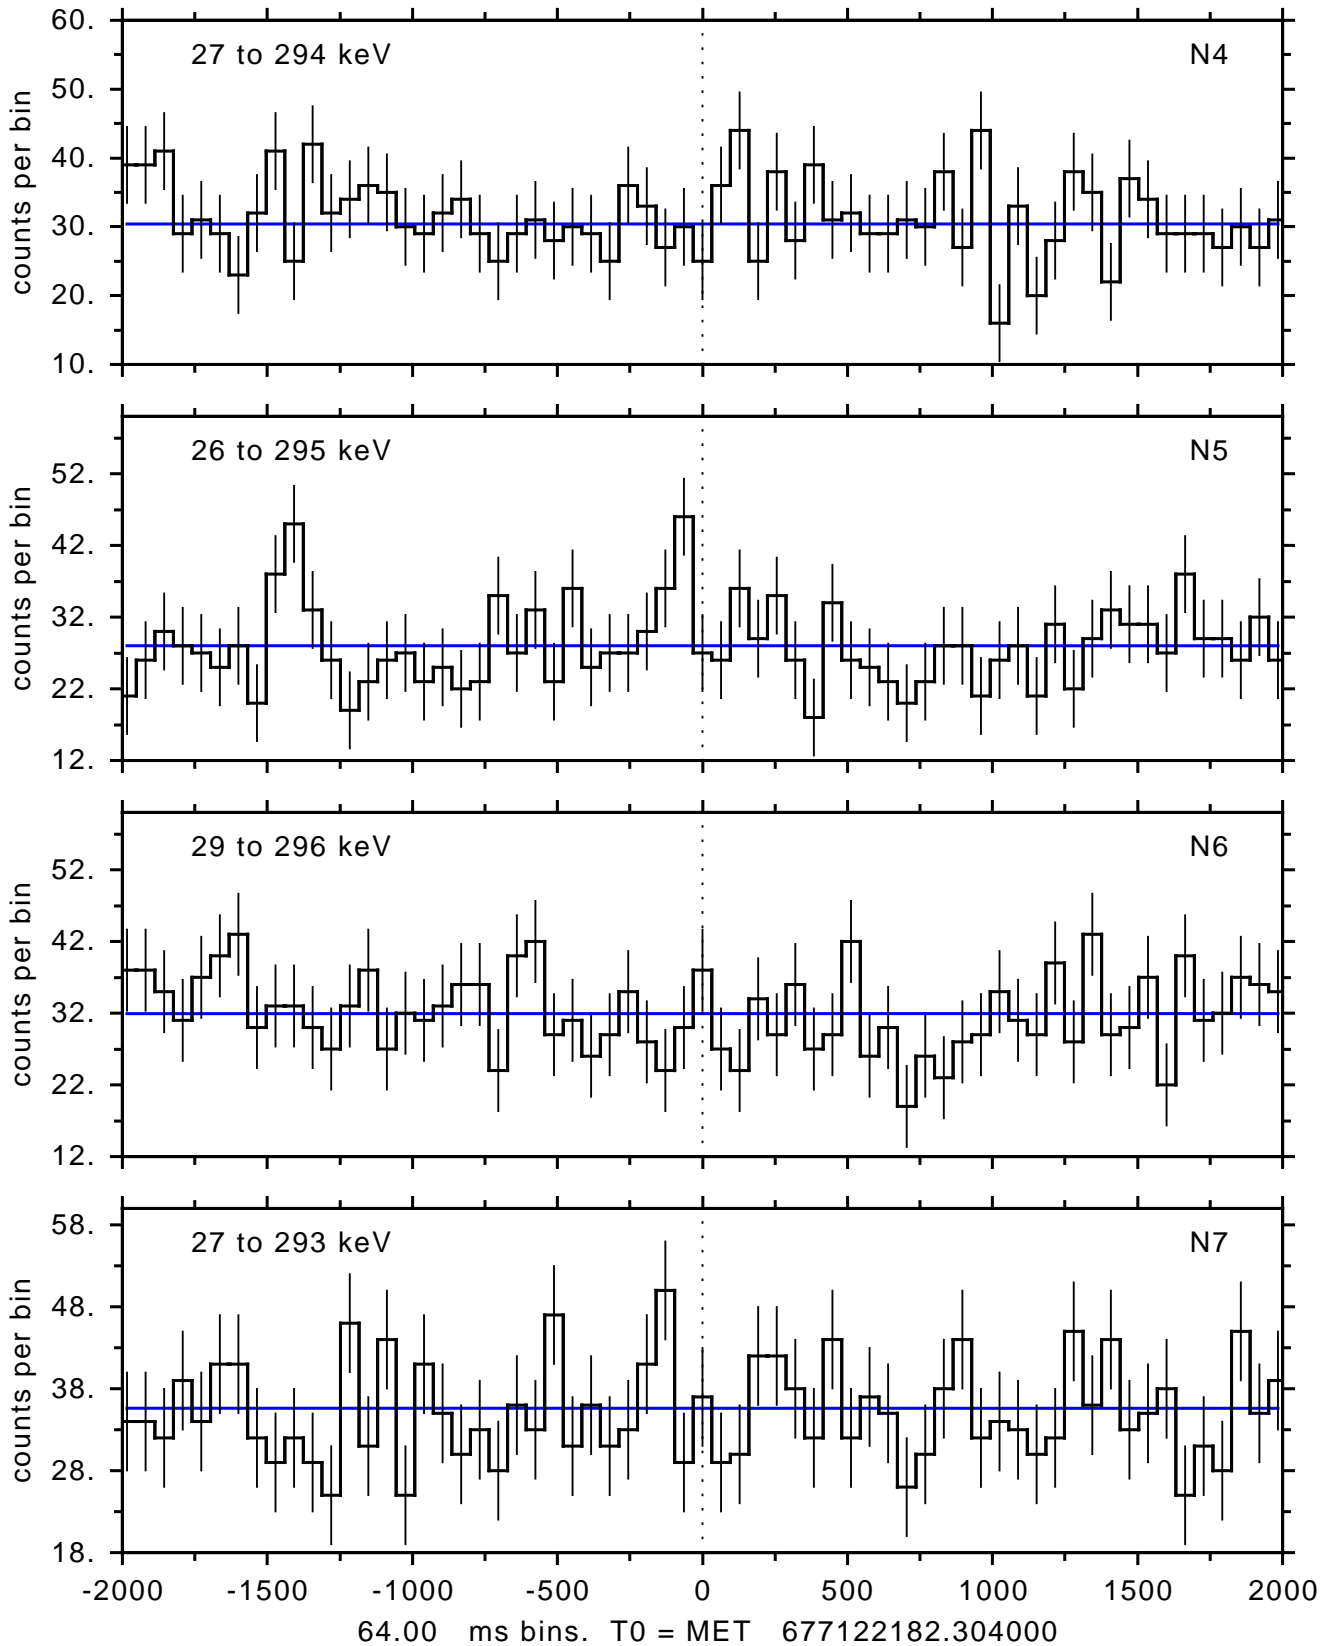 60.
27 to 294 keV N4
50.
40.
30.
20.
10.
counts per bin
26 to 295 keV N5
52.
42.
32.
22.
12.
counts per bin
29 to 296 keV N6
52.
42.
32.
22.
12.
counts per bin
58.
27 to 293 keV N7
48.
38.
28.
18.
counts per bin
-2000 -1500 -1000 -500 0 500 1000 1500 2000
64.00 ms bins. T0 = MET 677122182.304000